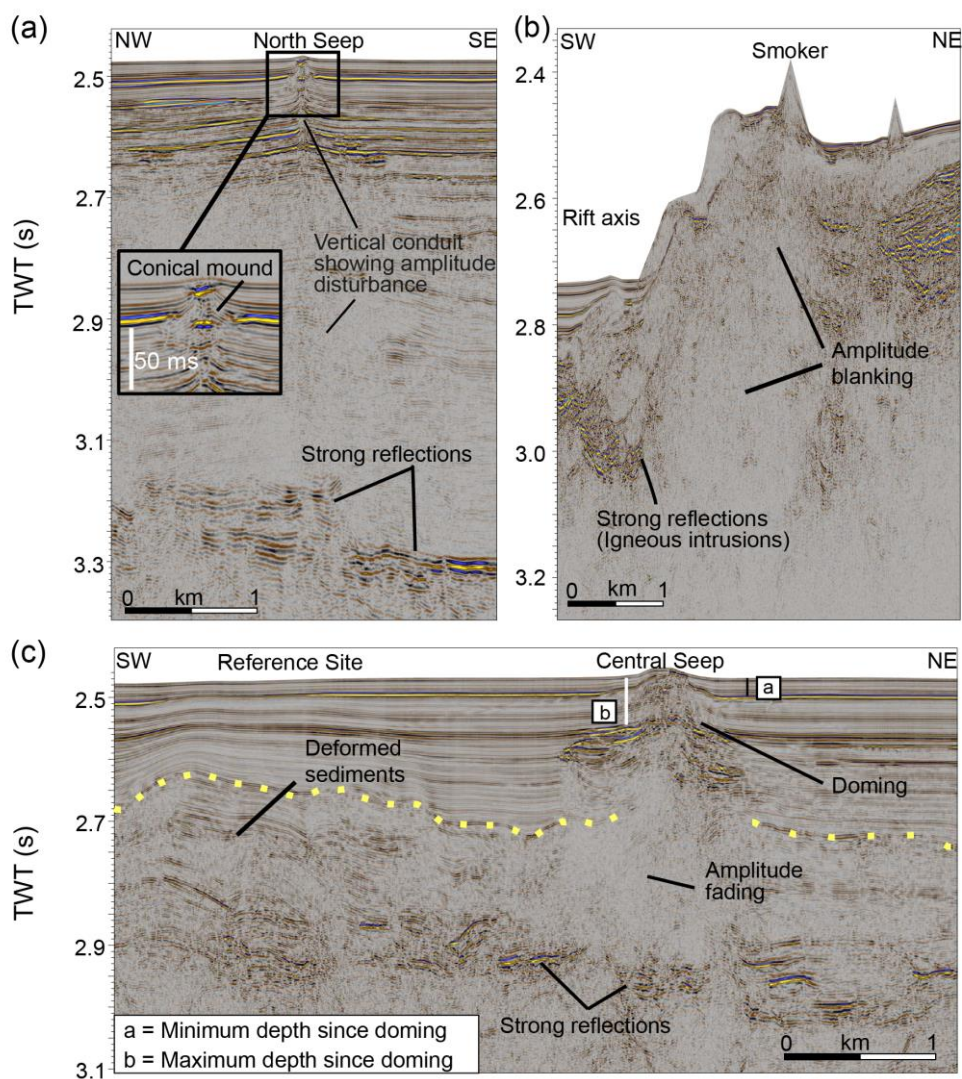 (a)
NW North Seep SE
2.5
2.7
2.9
3.1
3.3
TWT (s)
Conical mound
50 ms
Vertical conduit
showing amplitude
disturbance
Strong reflections
0 km 1
(b)
SW NE
Smoker
2.4
2.6
2.8
3.0
3.2
Rift axis
Amplitude
blanking
Strong reflections
(Igneous intrusions)
0 km 1
(c)
SW Reference Site Central Seep NE
2.5
2.7
2.9
3.1
TWT (s)
a
b
Deformed
sediments
Doming
Amplitude
fading
Strong reflections
a = Minimum depth since doming
b = Maximum depth since doming
0 km 1